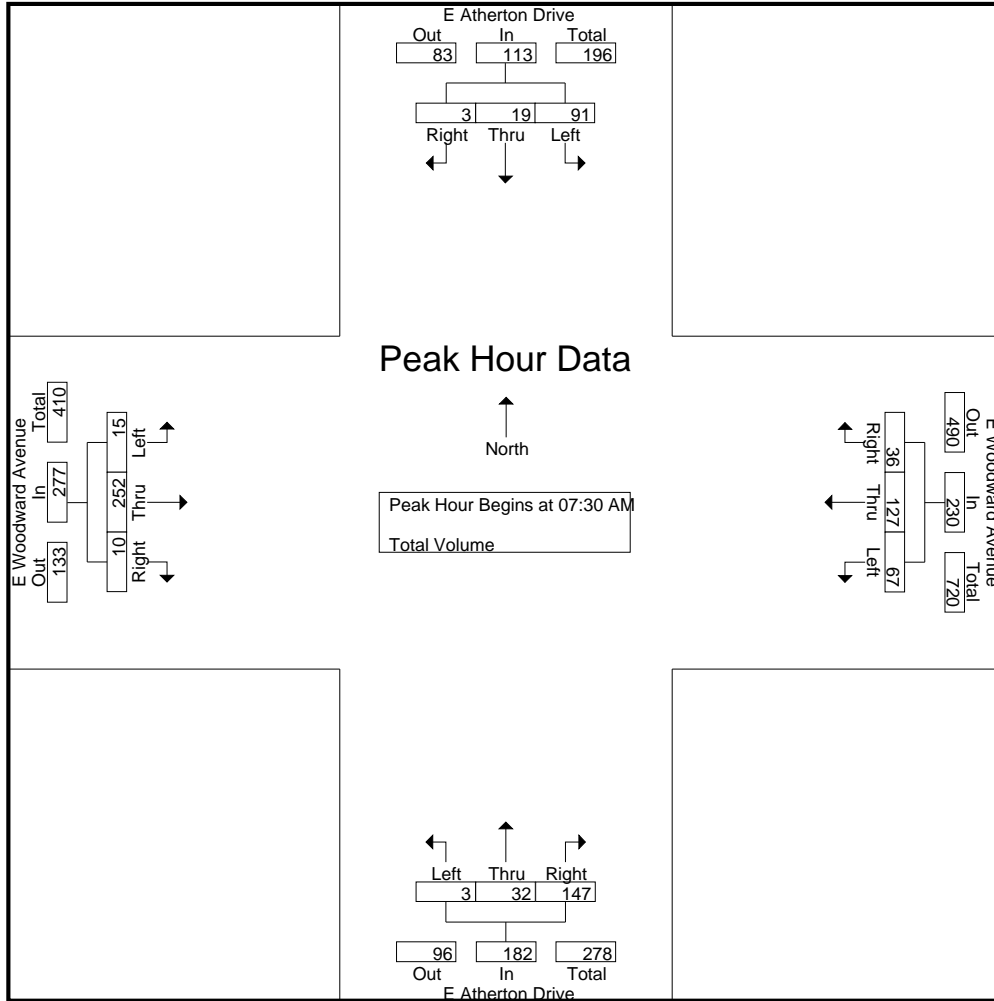 E Atherton Drive
Out In Total
83 113 196
3 19 91
Right Thru Left
Peak Hour Data
North
Peak Hour Begins at 07:30 AM
Total Volume
E Woodward Avenue
Total In Out
410 277 133
15 252 10
Left Thru Right
E Woodward Avenue
Out In Total
490 230 720
36 127 67
Right Thru Left
Left Thru Right
3 32 147
96 182 278
Out In Total
E Atherton Drive